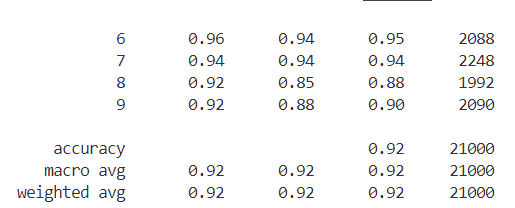 6 0.96 0.94 0.95 2088
7 0.94 0.94 0.94 2248
8 0.92 0.85 0.88 1992
9 0.92 0.88 0.90 2090
accuracy 0.92 21000
macro avg 0.92 0.92 0.92 21000
weighted avg 0.92 0.92 0.92 21000